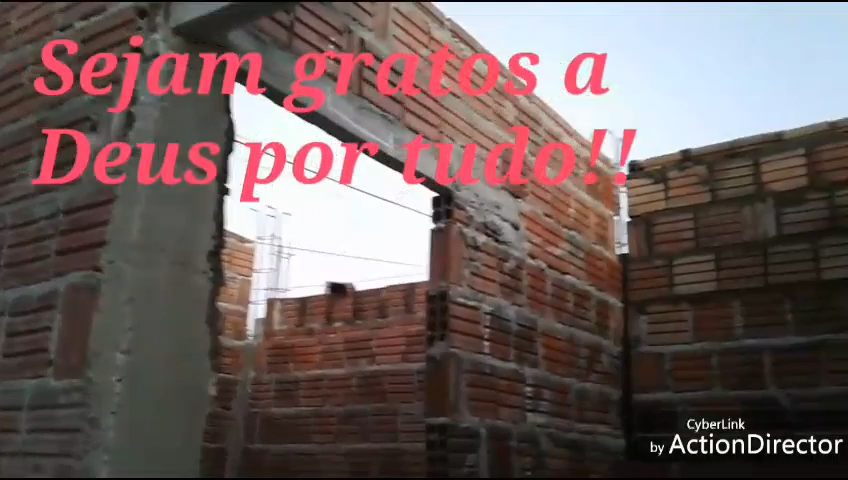 Sejam gratos a
Deus por tudo!!
CyberLink
by ActionDirector